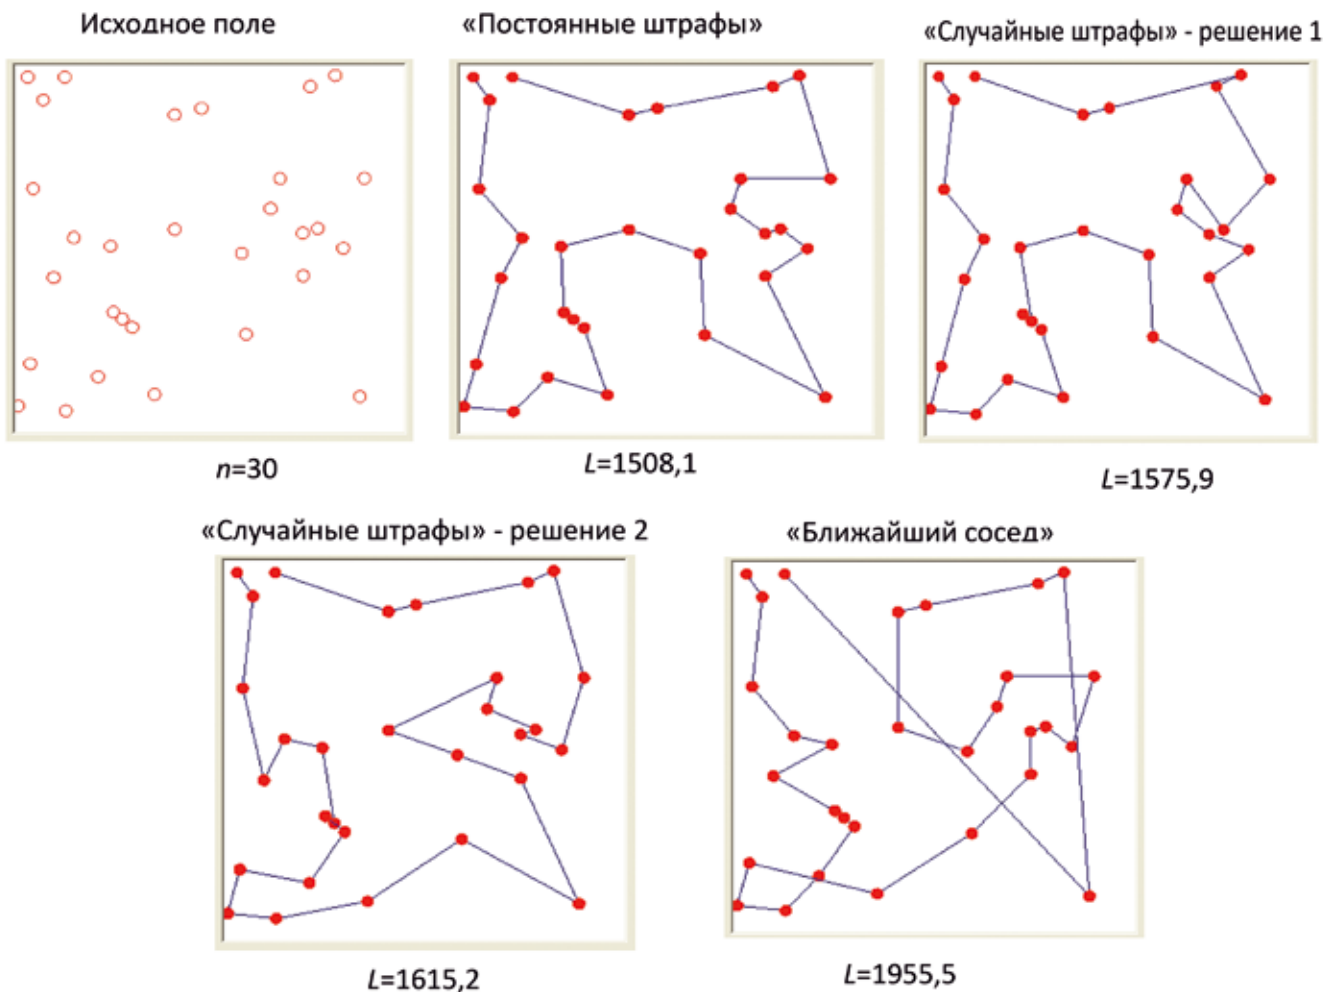 Исходное поле
«Постоянные штрафы»
«Случайные штрафы» - решение 1
n=30
L=1508,1
L=1575,9
«Случайные штрафы» - решение 2
«Ближайший сосед»
L=1615,2
L=1955,5